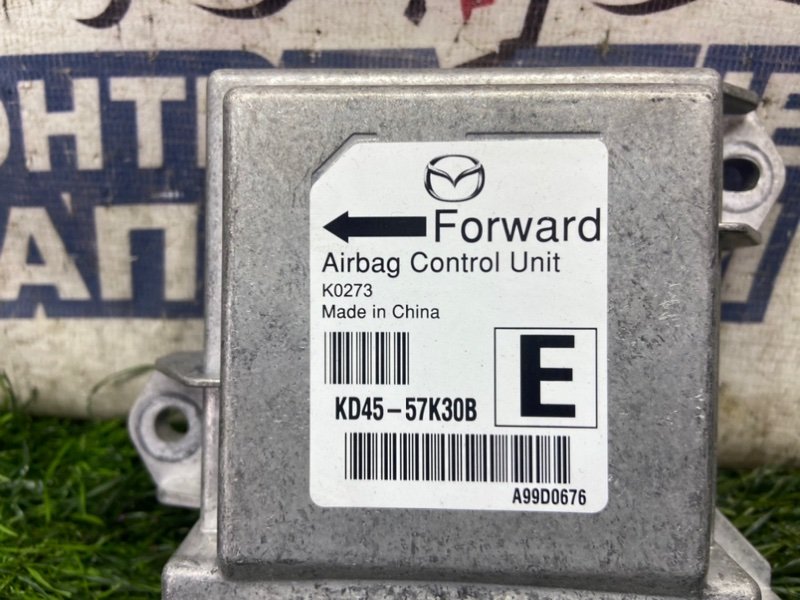 Forward
Airbag Control Unit
K0273
Made in China
E
KD45-57K30B
A99D0676